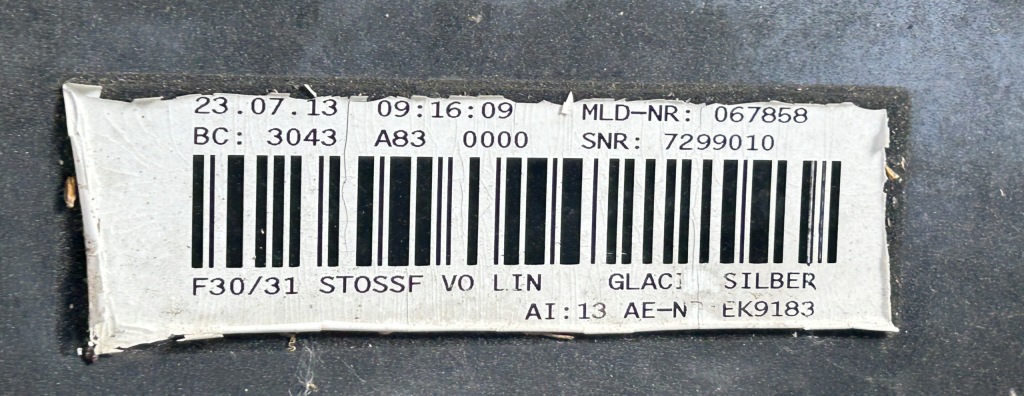 23.07.13 09:16:09 MLD-NR: 067858
BC: 3043 A83 0000 SNR: 7299010
F30/31 STOSSF VO LIN SILBER
AI:13 EK9183